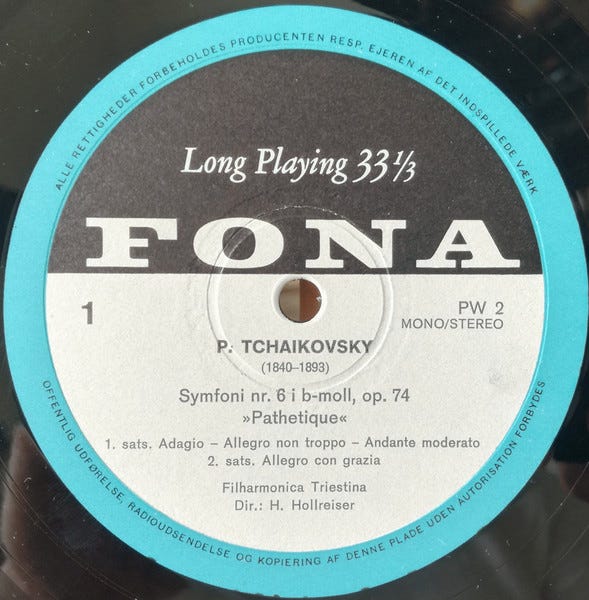 ALLE RETTIGHEDER FORBEHOLDES PRODUCENTEN RESP. EJEREN AF DET INDSPILLEDE VÆRK
Long Playing 33 1/3
FONA
1
PW 2
MONO/STEREO
P. TCHAIKOVSKY
(1840–1893)
Symfoni nr. 6 i b-moll, op. 74
»Pathetique«
1. sats. Adagio – Allegro non troppo – Andante moderato
2. sats. Allegro con grazia
Filharmonica Triestina
Dir.: H. Hollreiser
OFFENTLIG UDFØRELSE, RADIOUDSENDELSE OG KOPIERING AF DENNE PLADE UDEN AUTORISATION FORBYDES